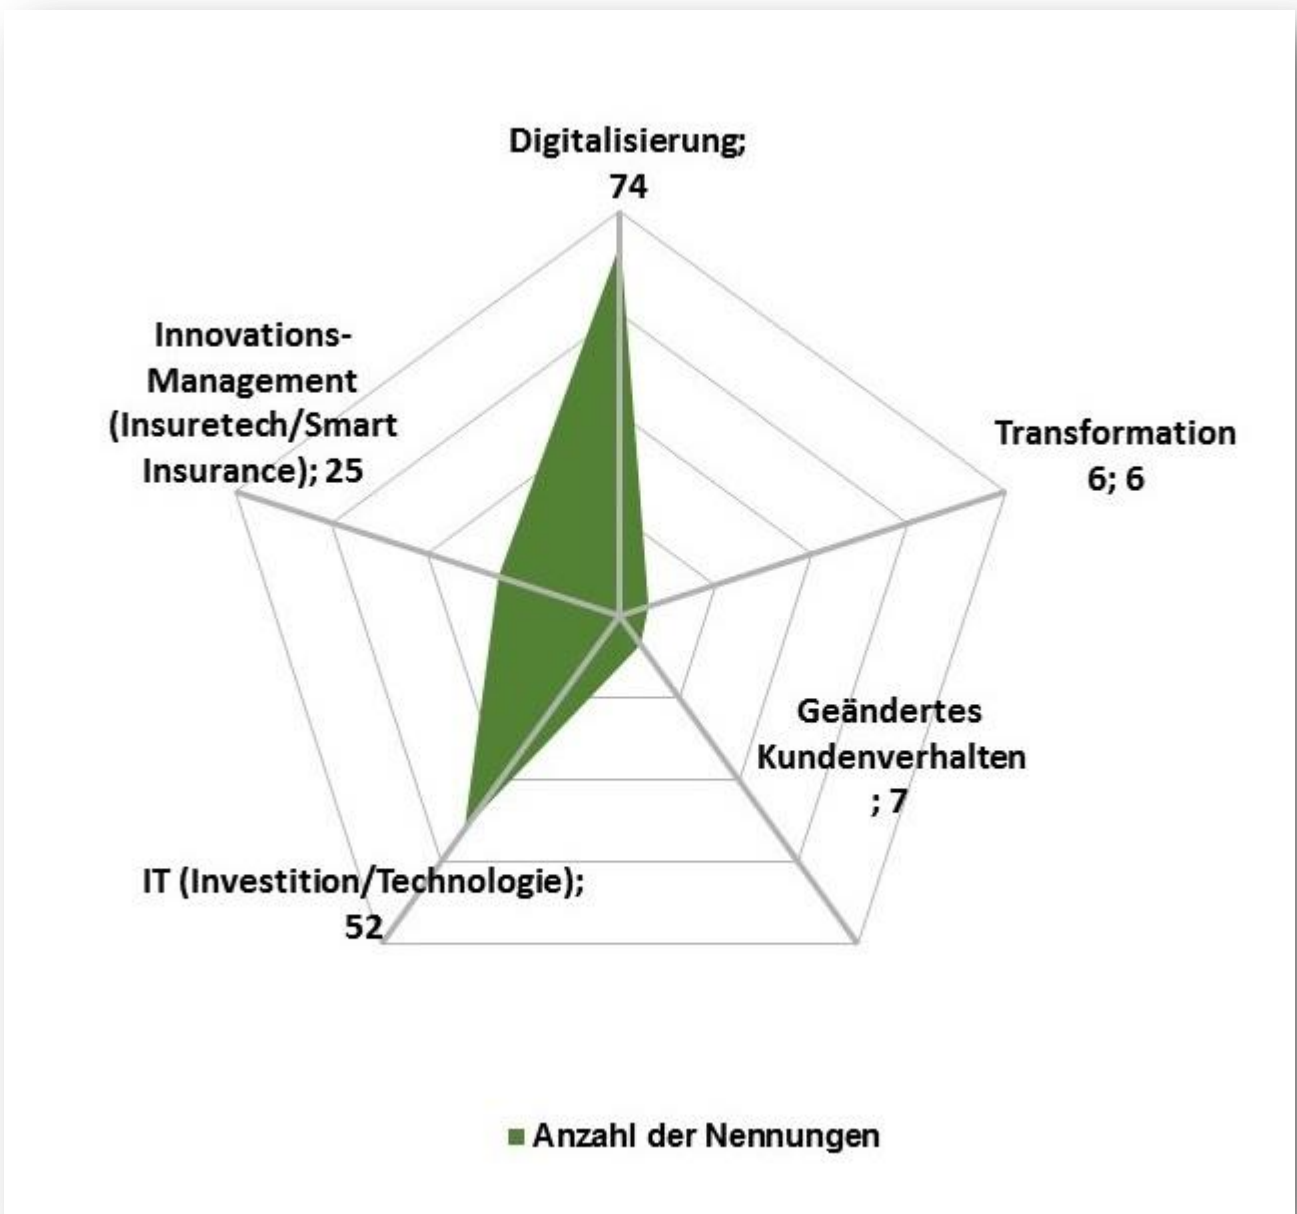 Digitalisierung;
74
Innovations-
Management
(Insuretech/Smart
Insurance); 25
Transformation
6; 6
Geändertes
Kundenverhalten
; 7
IT (Investition/Technologie);
52
Anzahl der Nennungen